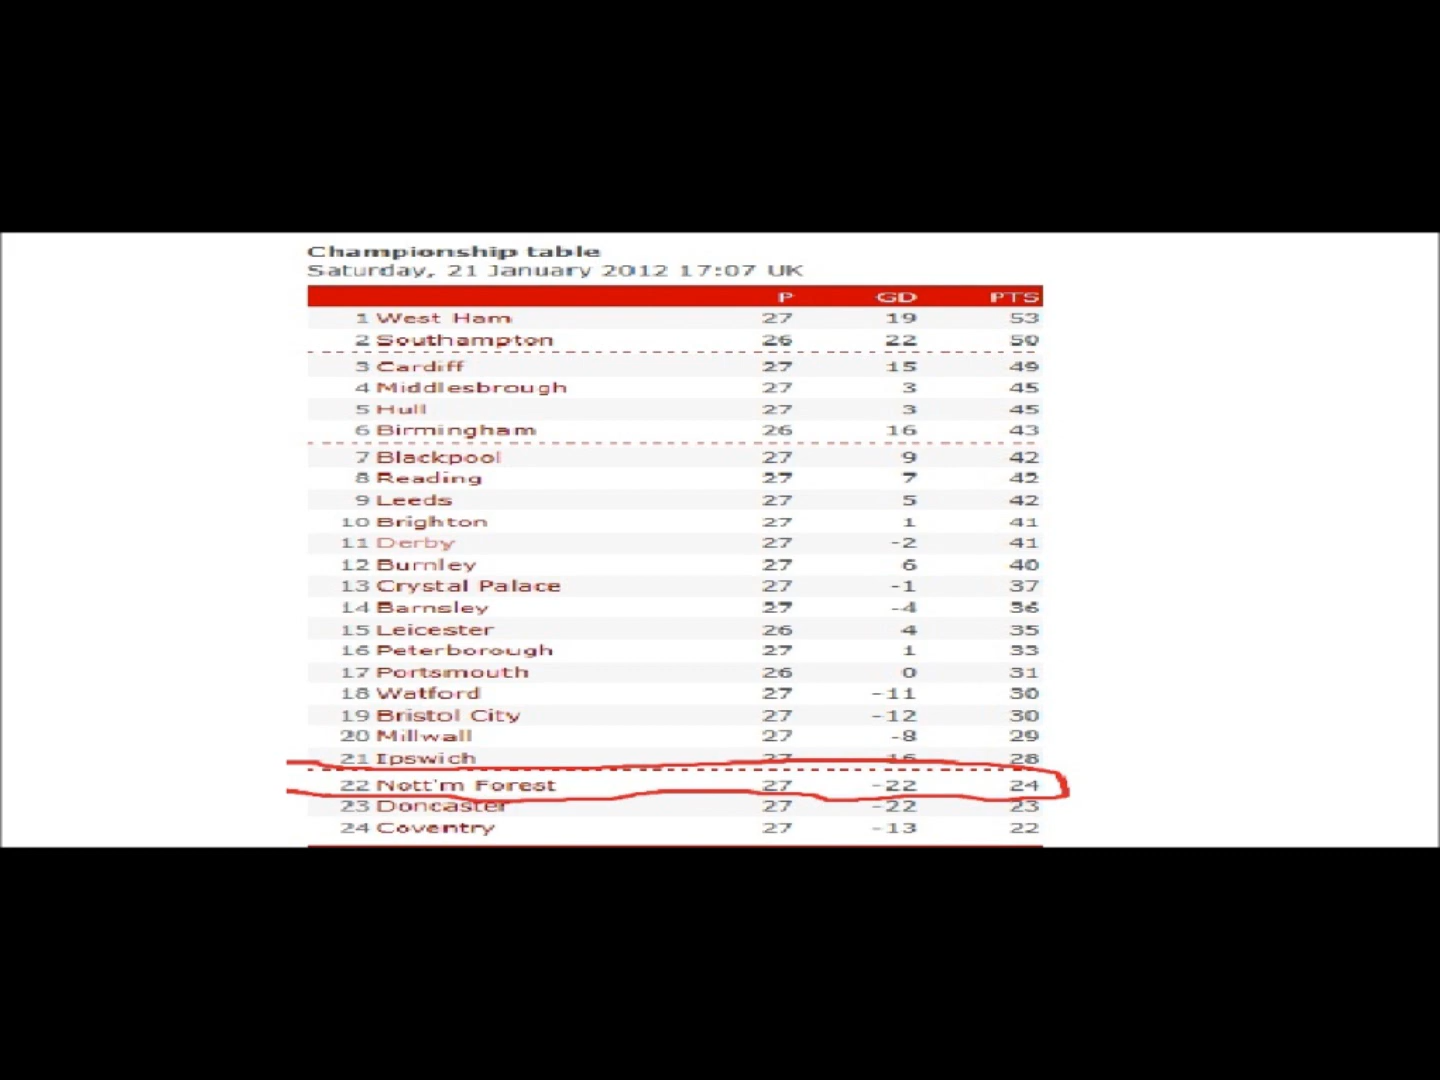 Championship table
Saturday, 21 January 2012 17:07 UK
P GD PTS
1 West Ham 27 19 53
2 Southampton 26 22 50
3 Cardiff 27 15 49
4 Middlesbrough 27 3 45
5 Hull 27 3 45
6 Birmingham 26 16 43
7 Blackpool 27 9 42
8 Reading 27 7 42
9 Leeds 27 5 42
10 Brighton 27 1 41
11 Derby 27 -2 41
12 Burnley 27 6 40
13 Crystal Palace 27 -1 37
14 Barnsley 27 -4 36
15 Leicester 26 4 35
16 Peterborough 27 1 33
17 Portsmouth 26 0 31
18 Watford 27 -11 30
19 Bristol City 27 -12 30
20 Millwall 27 -8 29
21 Ipswich 27 28
22 Nott'm Forest 27 -22 24
23 Doncaster 27 -22 23
24 Coventry 27 -13 22